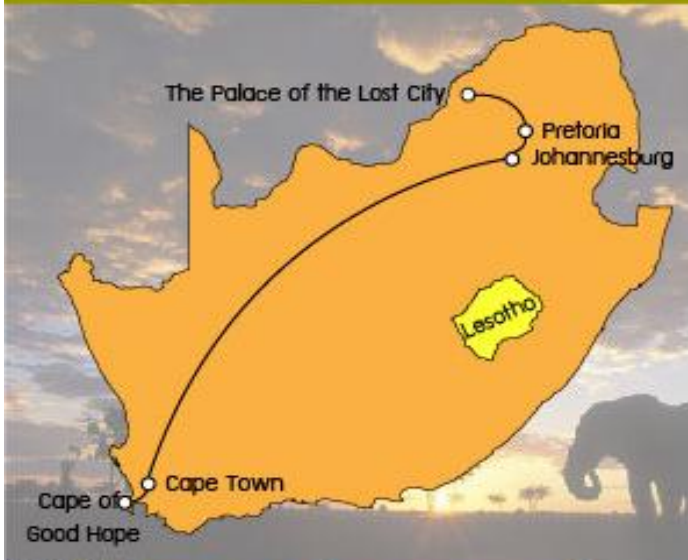 The Palace of the Lost City
Pretoria
Johannesburg
Lesotho
Cape Town
Cape of
Good Hope